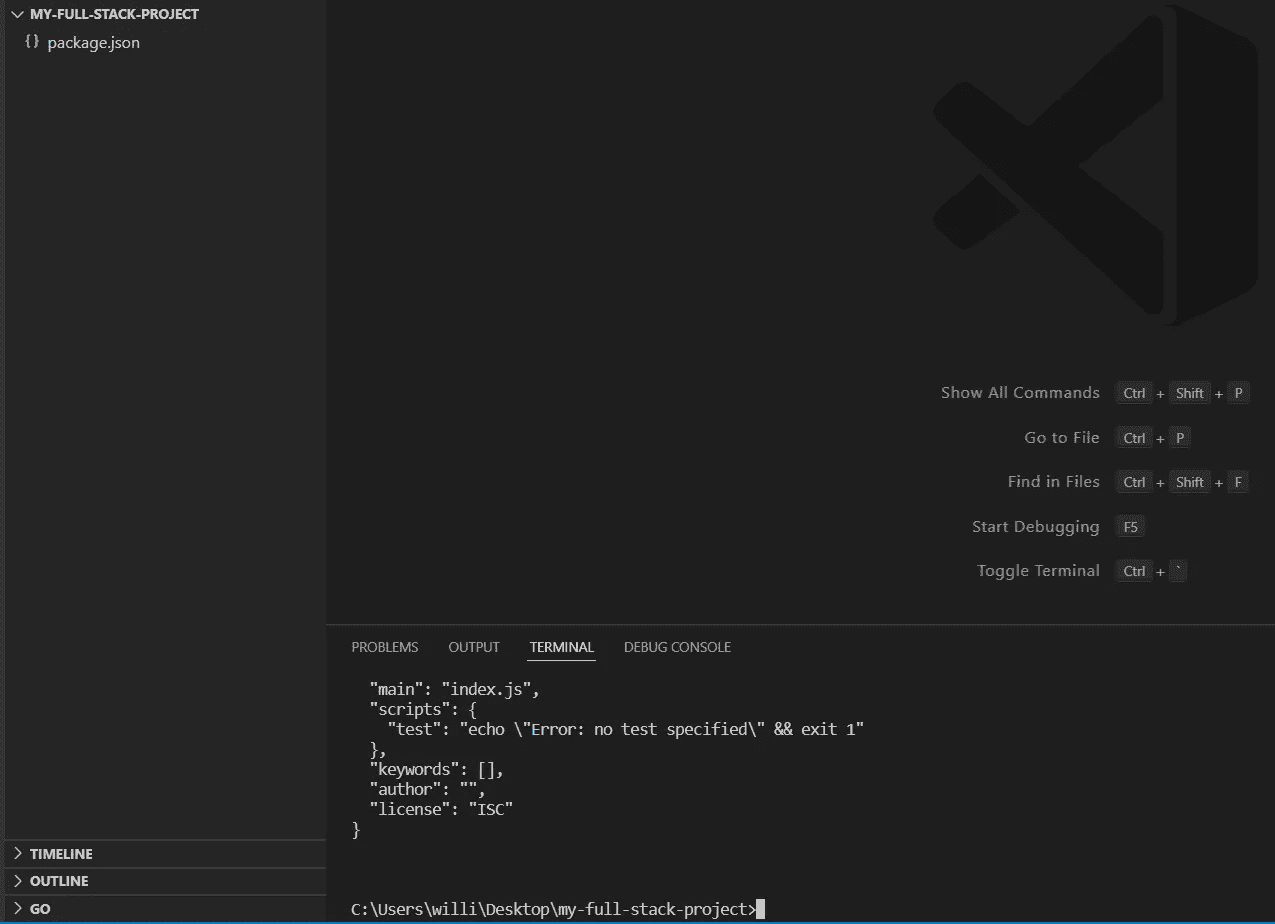 MY-FULL-STACK-PROJECT
{} package.json
Show All Commands Ctrl + Shift + P
Go to File Ctrl + P
Find in Files Ctrl + Shift + F
Start Debugging F5
Toggle Terminal Ctrl + `
PROBLEMS OUTPUT TERMINAL DEBUG CONSOLE
"main": "index.js",
"scripts": {
"test": "echo \"Error: no test specified\" && exit 1"
},
"keywords": [],
"author": "",
"license": "ISC"
}
C:\Users\willi\Desktop\my-full-stack-project>
TIMELINE
OUTLINE
GO